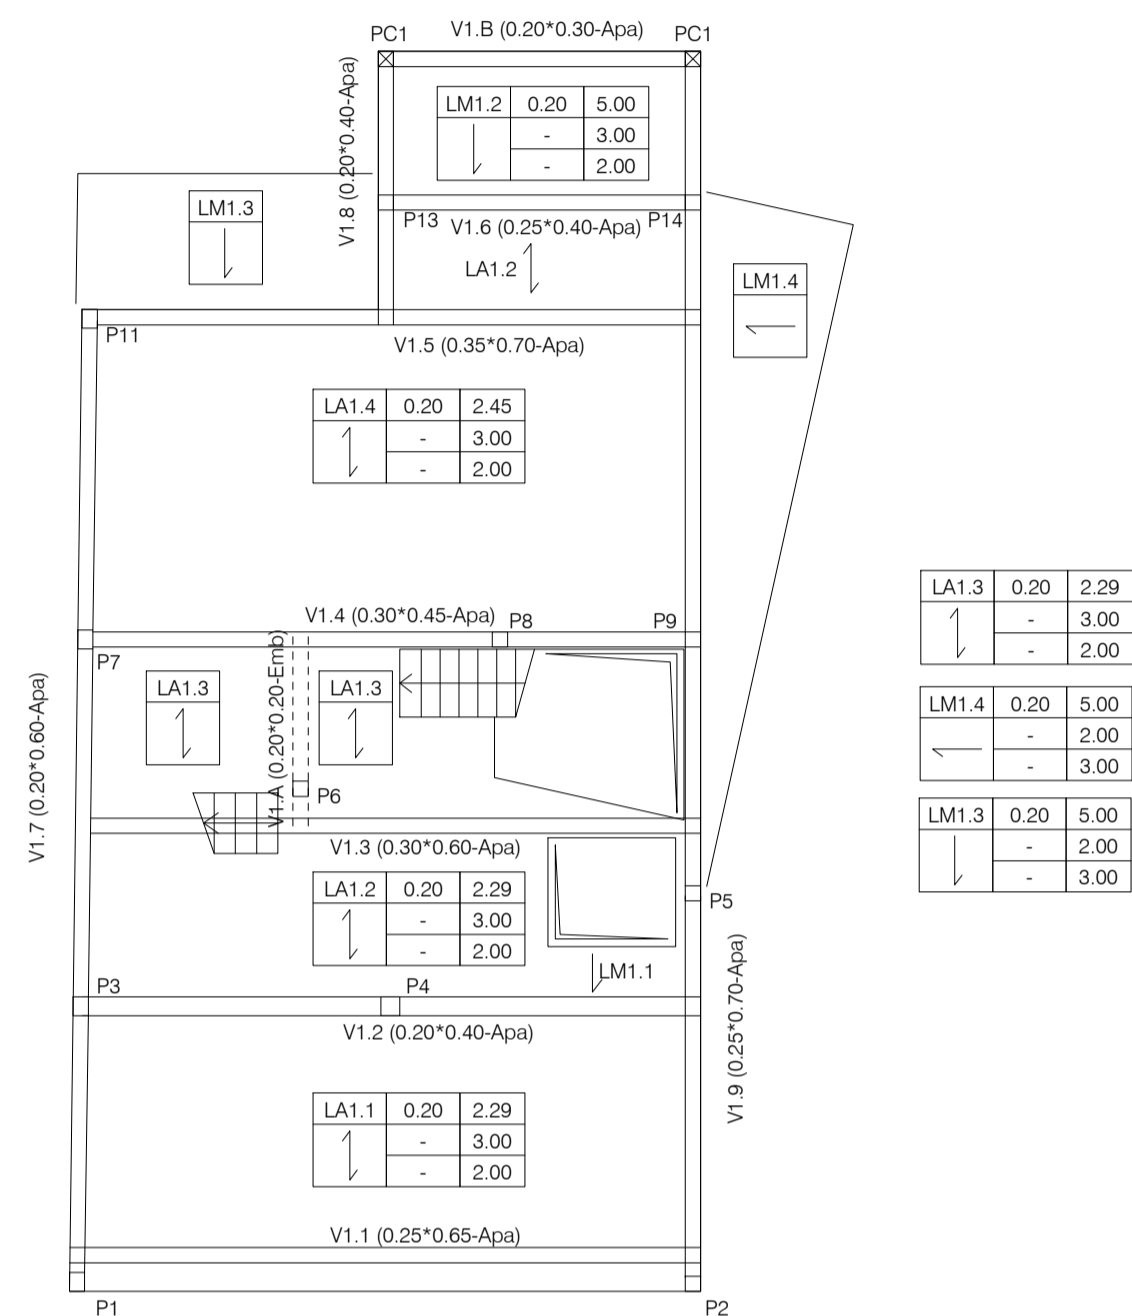 PC1 V1.B (0.20*0.30-Apa) PC1
V1.8 (0.20*0.40-Apa)
LM1.2 0.20 5.00
- 3.00
- 2.00
LM1.3
P13 V1.6 (0.25*0.40-Apa) P14
LA1.2
LM1.4
P11
V1.5 (0.35*0.70-Apa)
LA1.4 0.20 2.45
- 3.00
- 2.00
V1.4 (0.30*0.45-Apa) P8 P9
P7
LA1.3
V1.A (0.20*0.20-Emb)
LA1.3
P6
V1.7 (0.20*0.60-Apa)
V1.3 (0.30*0.60-Apa)
LA1.2 0.20 2.29
- 3.00
- 2.00
P5
LM1.1
P3 P4
V1.2 (0.20*0.40-Apa)
V1.9 (0.25*0.70-Apa)
LA1.1 0.20 2.29
- 3.00
- 2.00
V1.1 (0.25*0.65-Apa)
P1 P2
LA1.3 0.20 2.29
- 3.00
- 2.00
LM1.4 0.20 5.00
- 2.00
- 3.00
LM1.3 0.20 5.00
- 2.00
- 3.00